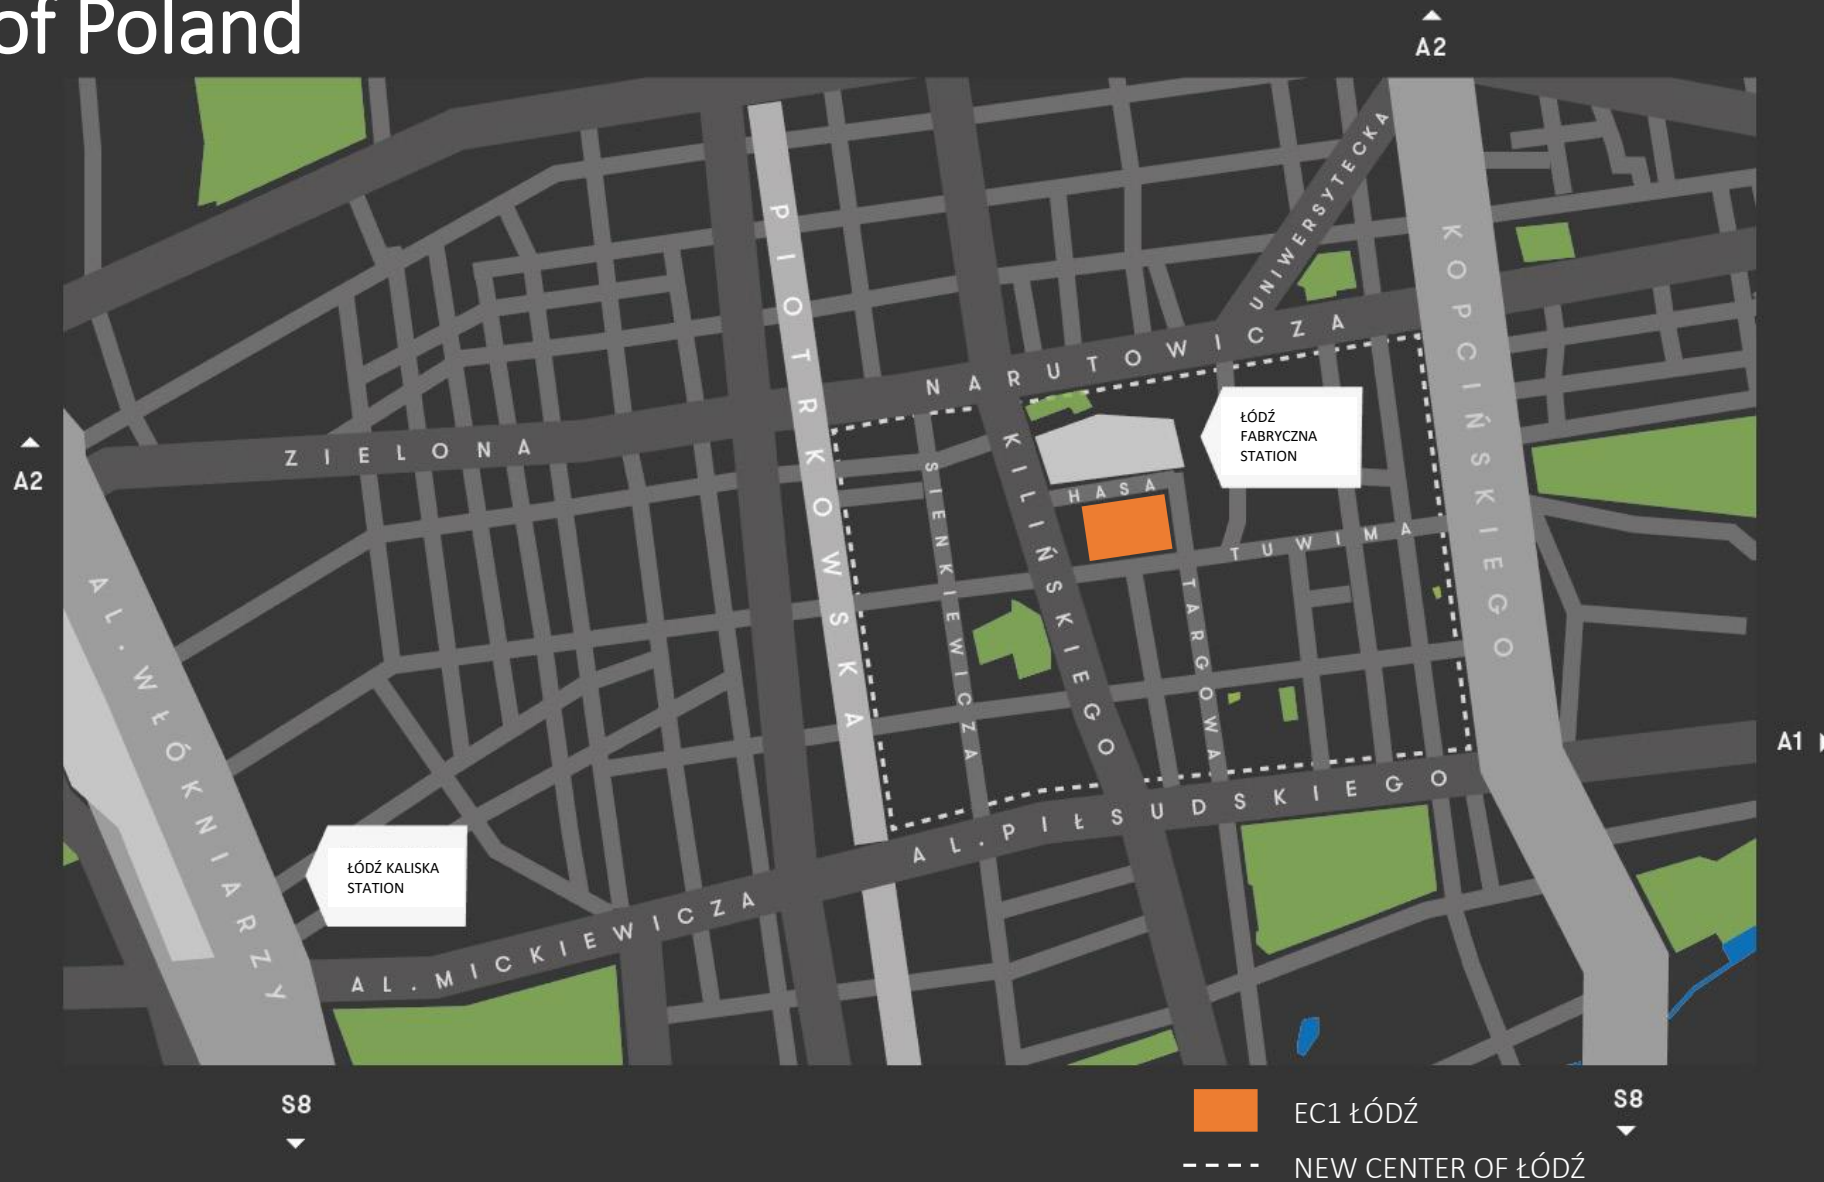 of Poland
A2
UNIWERSYTECKA
PIOTRKOWSKA
KOPCIŃSKIEGO
NARUTOWICZA
ZIELONA
A2
ŁÓDŹ
FABRYCZNA
STATION
KILIŃSKIEGO
SIENKIEWICZA
HASA
TUWIMA
TARGOWA
AL.WŁÓKNIARZY
A1
AL.PIŁSUDSKIEGO
ŁÓDŹ KALISKA
STATION
AL.MICKIEWICZA
S8
S8
EC1 ŁÓDŹ
NEW CENTER OF ŁÓDŹ